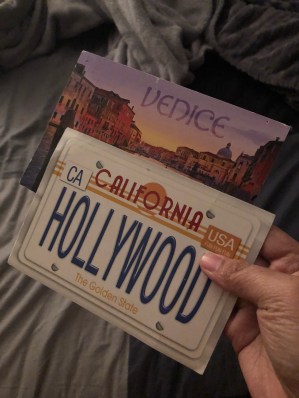 VENICE
CA
CALIFORNIA
USA
HOLLYWOOD
The Golden State